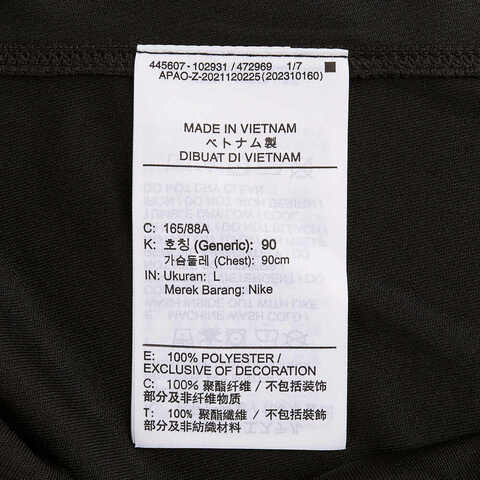 445607-102931 / 472969 1/7
APAO-Z-2021120225 (202310160)
MADE IN VIETNAM
ベトナム製
DIBUAT DI VIETNAM
C: 165/88A
K: 호칭 (Generic): 90
가슴둘레 (Chest): 90cm
IN: Ukuran: L
Merek Barang: Nike
E: 100% POLYESTER /
EXCLUSIVE OF DECORATION
C: 100% 聚酯纤维 / 不包括装饰
部分及非纤维物质
T: 100% 聚酯纖維 / 不包括裝飾
部分及非紡織材料